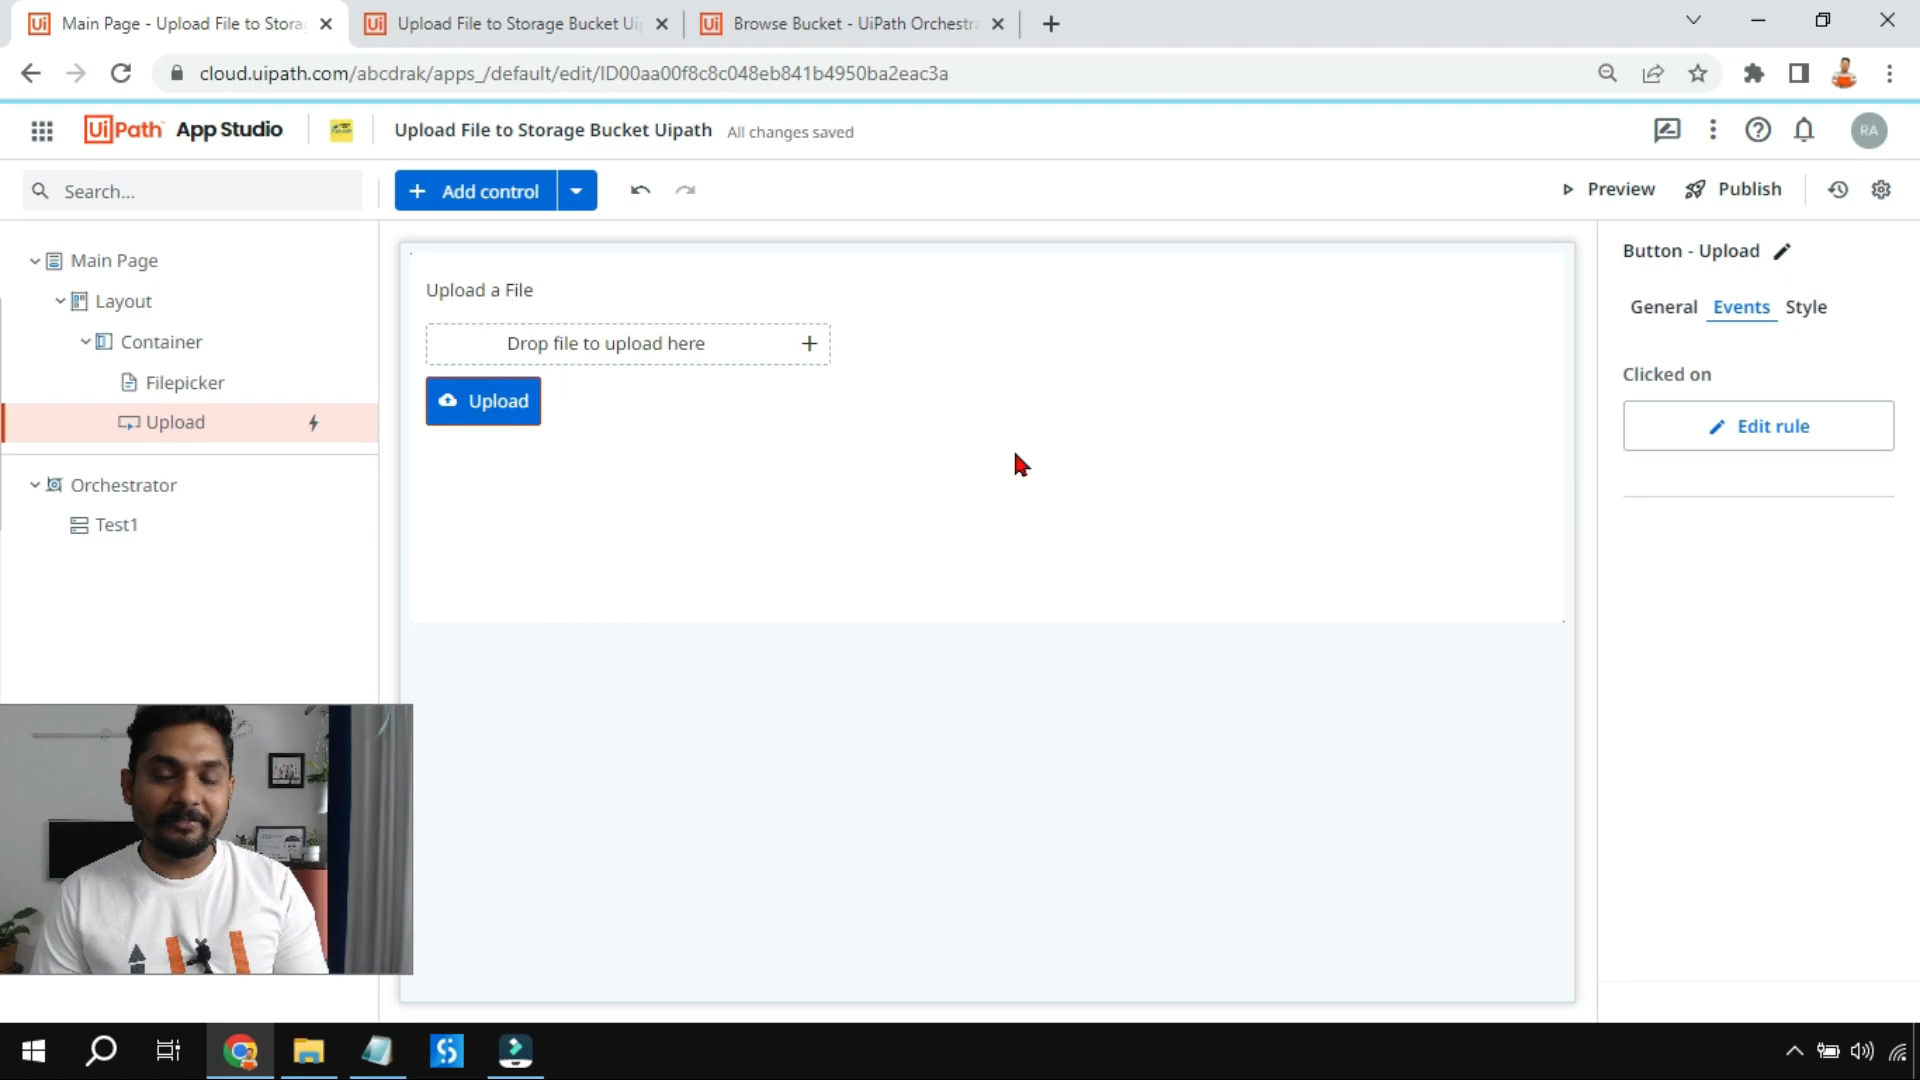 Main Page - Upload File to Stora
Upload File to Storage Bucket Ui
Browse Bucket - UiPath Orchestr
cloud.uipath.com/abcdrak/apps_/default/edit/ID00aa00f8c8c048eb841b4950ba2eac3a
UiPath App Studio
Upload File to Storage Bucket Uipath
All changes saved
RA
Search...
Add control
Preview
Publish
Main Page
Layout
Container
Filepicker
Upload
Orchestrator
Test1
Upload a File
Drop file to upload here
Upload
Button - Upload
General Events Style
Clicked on
Edit rule